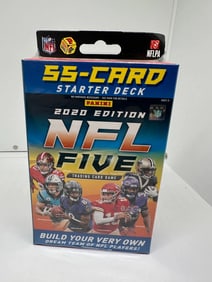 NFL
NFLPA
55-CARD
STARTER DECK
PANINI
2020 EDITION
NFL
FIVE
TRADING CARD GAME
BUILD YOUR VERY OWN
DREAM TEAM OF NFL PLAYERS!